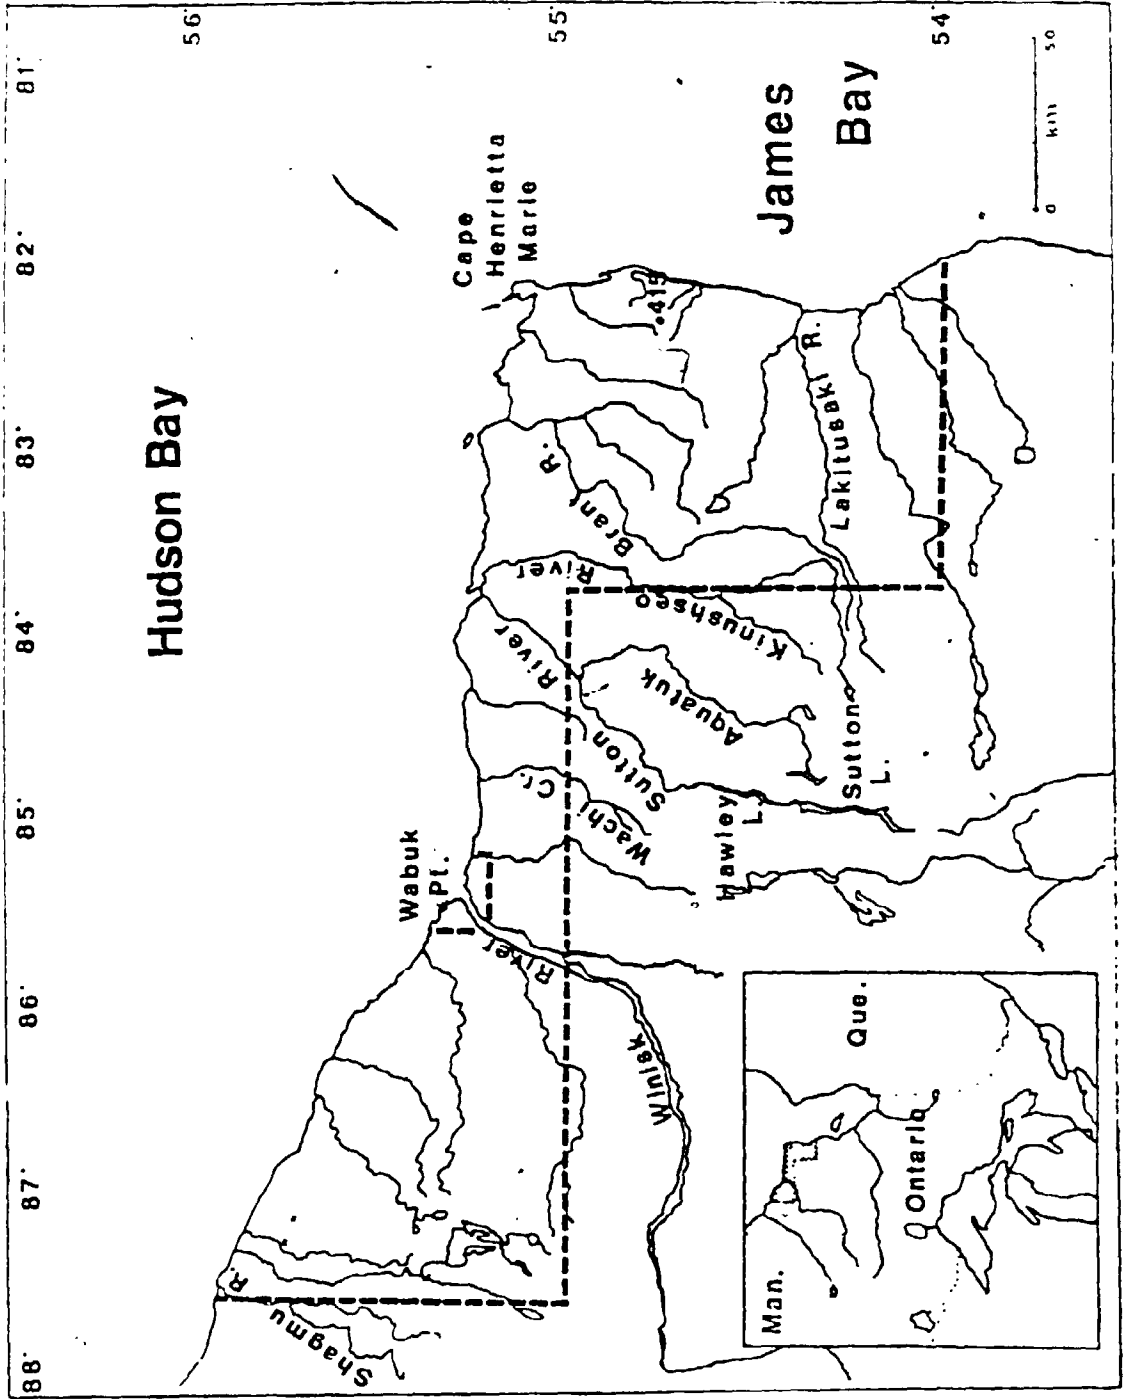 88°
87°
86°
85°
84°
83°
82°
81°
56°
55°
54°
Hudson Bay
James
Bay
Cape
Henrietta
Marie
Wabuk
Pt.
Shagmu
R.
Winisk
River
Wachi
Cr.
Sutton
River
Aquatuk
Kinushseo
River
Brant
R.
.415
Lakitusaki R.
Hawley
L.
Sutton
L.
0 km 50
Man.
Ontario
Que.